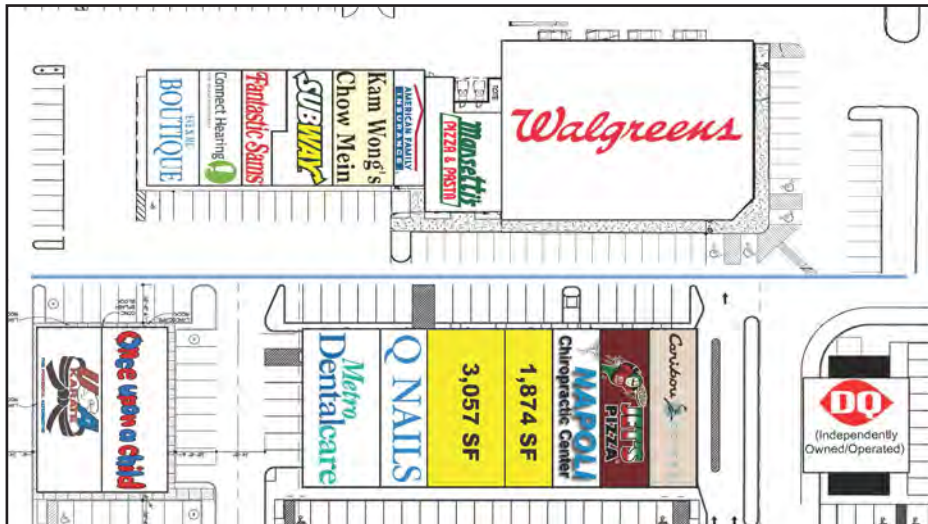 BOUTIQUE
Connect Hearing
Fantastic Sams
SUBWAY
Kam Wong's
Chow Mein
AMERICAN FAMILY
INSURANCE
Mansetti's
PIZZA & PASTA
Walgreens
USA
KARATE
Once upon a child
Metro
Dentalcare
Q NAILS
3,057 SF
1,874 SF
NAPOLI
Chiropractic Center
JET'S
PIZZA
Caribou
DQ
(Independently
Owned/Operated)